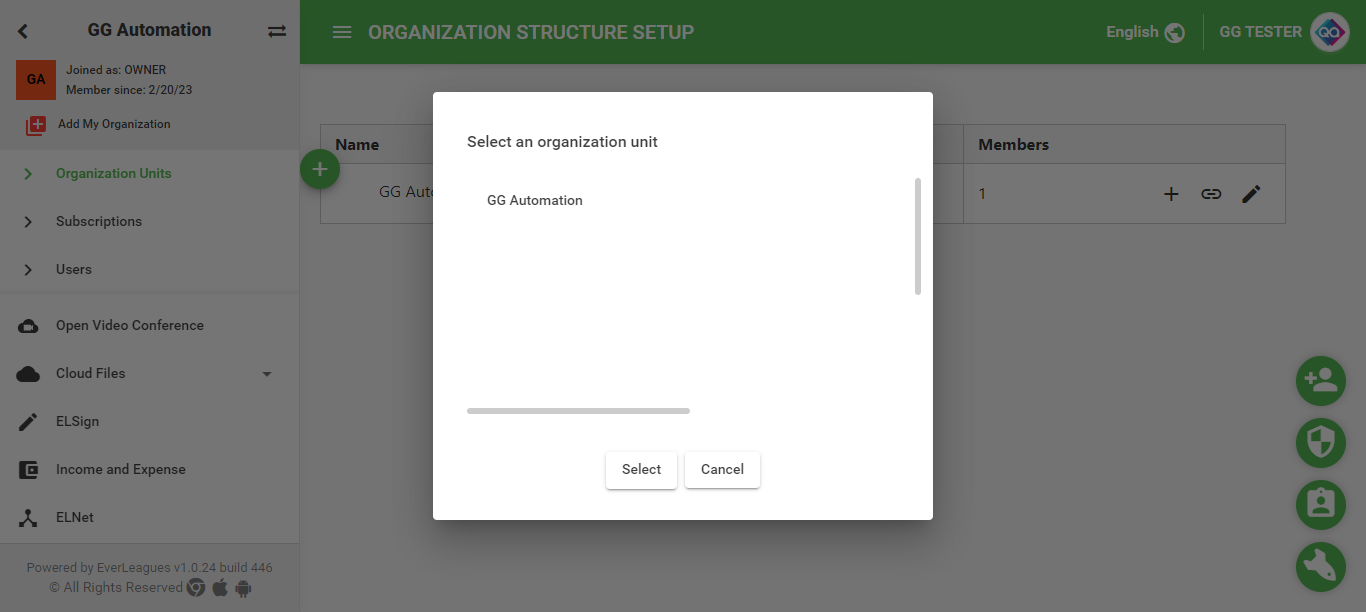 GG Automation
GA
Joined as: OWNER
Member since: 2/20/23
Add My Organization
Organization Units
Subscriptions
Users
Open Video Conference
Cloud Files
ELSign
Income and Expense
ELNet
Powered by EverLeagues v1.0.24 build 446
© All Rights Reserved
ORGANIZATION STRUCTURE SETUP
English
GG TESTER
QA
Name
Members
GG Auto
1
Select an organization unit
GG Automation
Select
Cancel